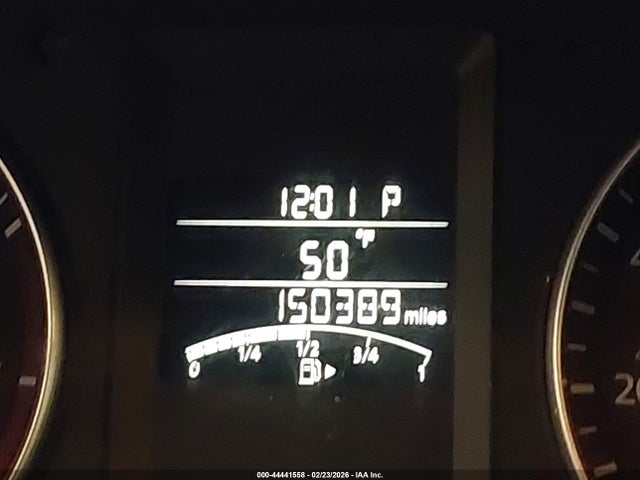 12:01 P
50 °F
150389 miles
0 1/4 1/2 3/4 1
20
000-44441558 - 02/23/2026 - IAA Inc.